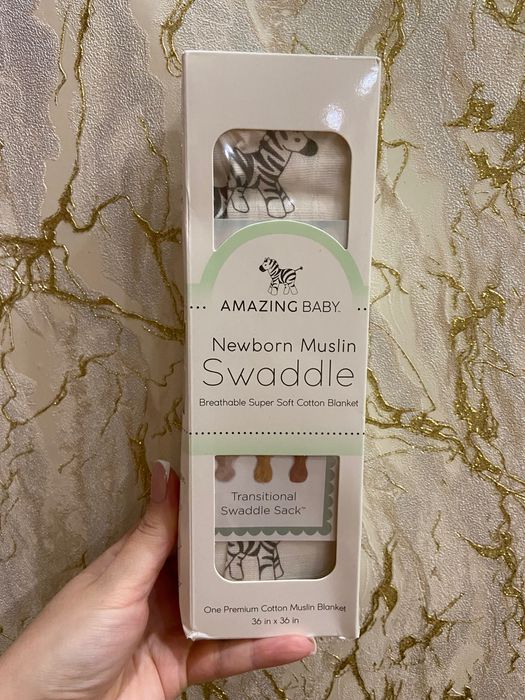 AMAZING BABY™
Newborn Muslin
Swaddle
Breathable Super Soft Cotton Blanket
Transitional
Swaddle Sack™
One Premium Cotton Muslin Blanket
36 in x 36 in